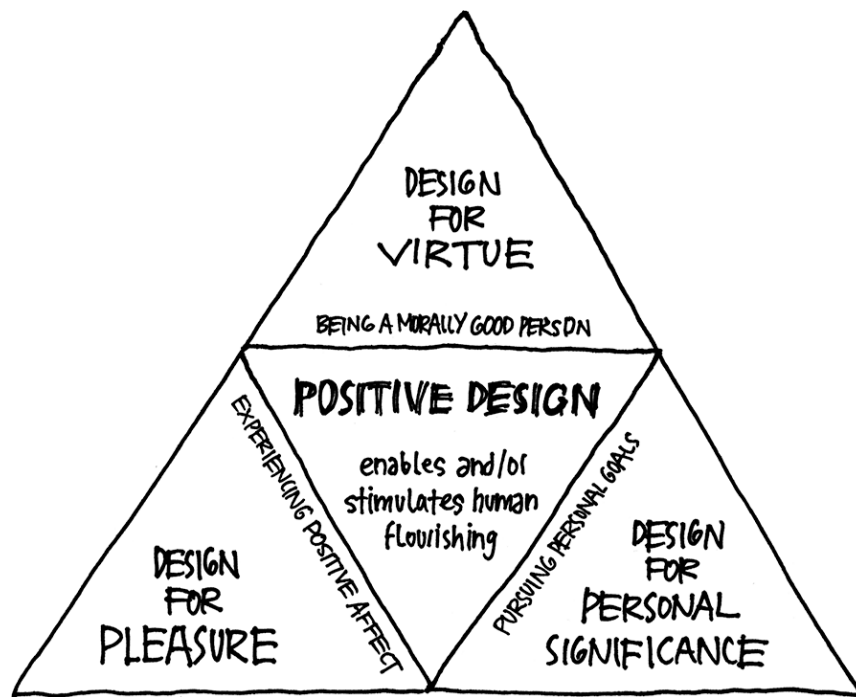 DESIGN
FOR
VIRTUE
BEING A MORALLY GOOD PERSON
POSITIVE DESIGN
enables and/or
stimulates human
flourishing
EXPERIENCING POSITIVE AFFECT
PURSUING PERSONAL GOALS
DESIGN
FOR
PLEASURE
DESIGN
FOR
PERSONAL
SIGNIFICANCE